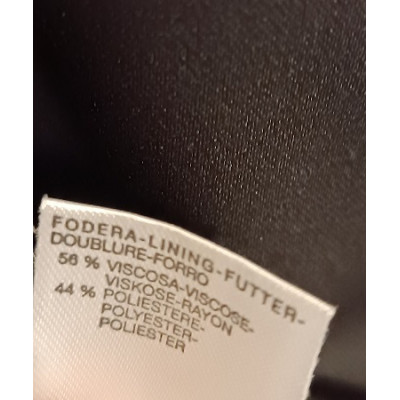 FODERA-LINING-FUTTER-
DOUBLURE-FORRO
56 % VISCOSA-VISCOSE-
VISKOSE-RAYON
44 % POLIESTERE-
POLYESTER-
POLIESTER